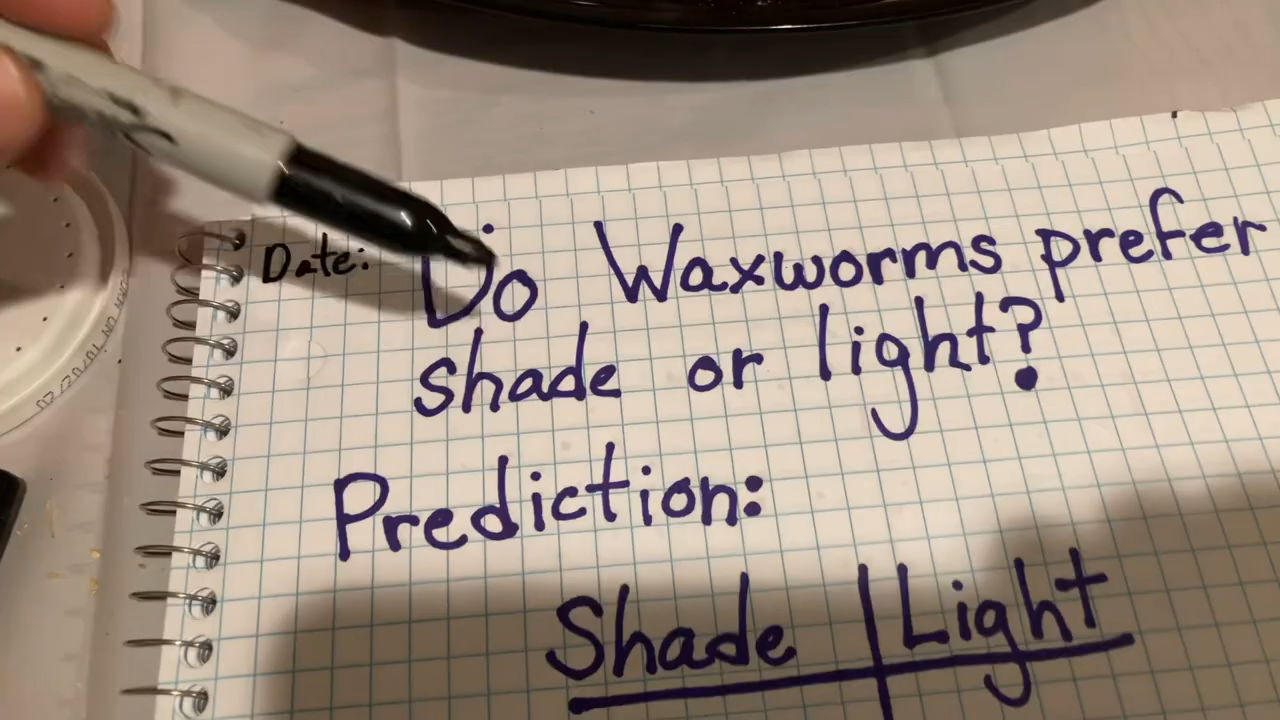 Date:
Do Waxworms prefer
shade or light?
Prediction:
Shade Light